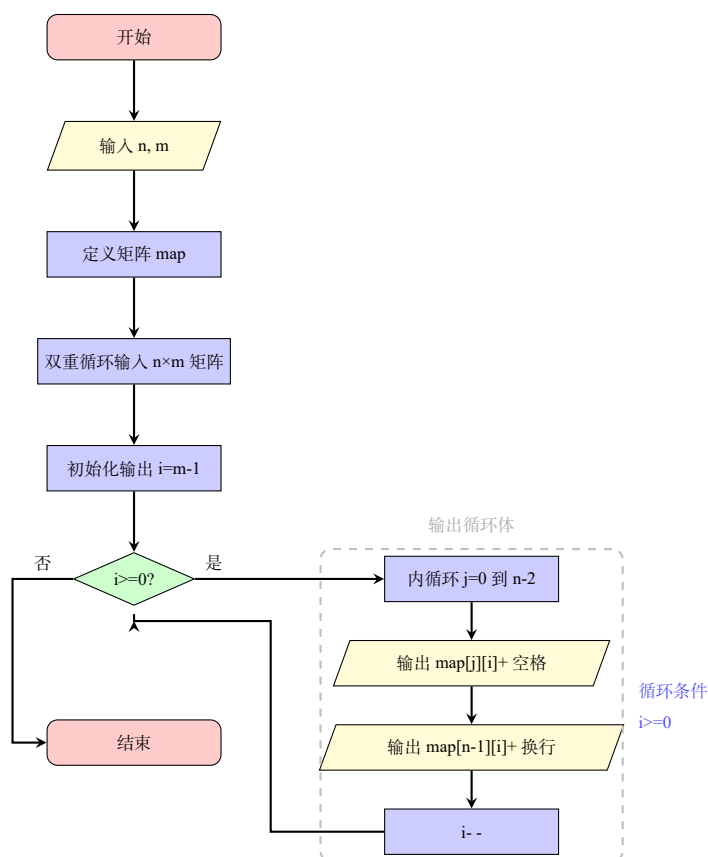 开始
输入 n, m
定义矩阵 map
双重循环输入 n×m 矩阵
初始化输出 i=m-1
输出循环体
否
i>=0?
是
内循环 j=0 到 n-2
输出 map[j][i]+ 空格
循环条件
i>=0
输出 map[n-1][i]+ 换行
结束
i- -